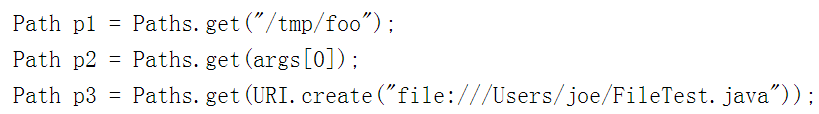 Path p1 = Paths.get("/tmp/foo");
Path p2 = Paths.get(args[0]);
Path p3 = Paths.get(URI.create("file:///Users/joe/FileTest.java"));